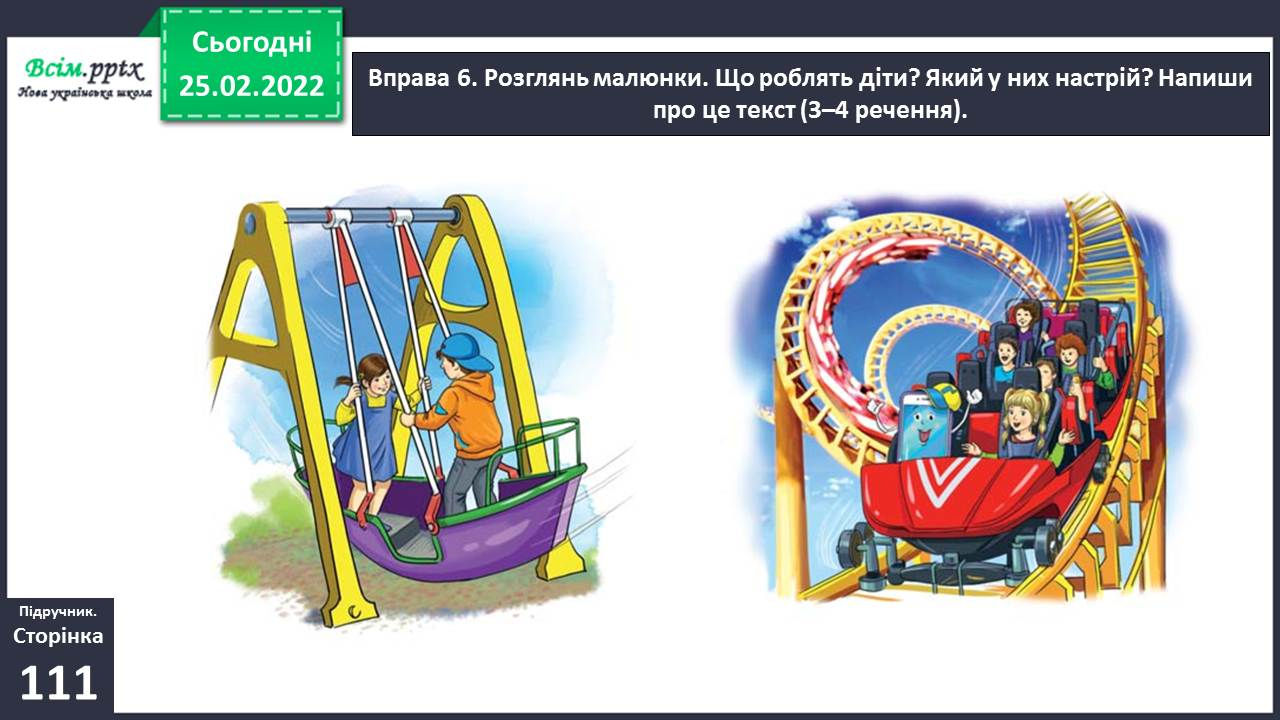 Всім.pptx
Нова українська школа
Сьогодні
25.02.2022
Вправа 6. Розглянь малюнки. Що роблять діти? Який у них настрій? Напиши
про це текст (3–4 речення).
Підручник.
Сторінка
111